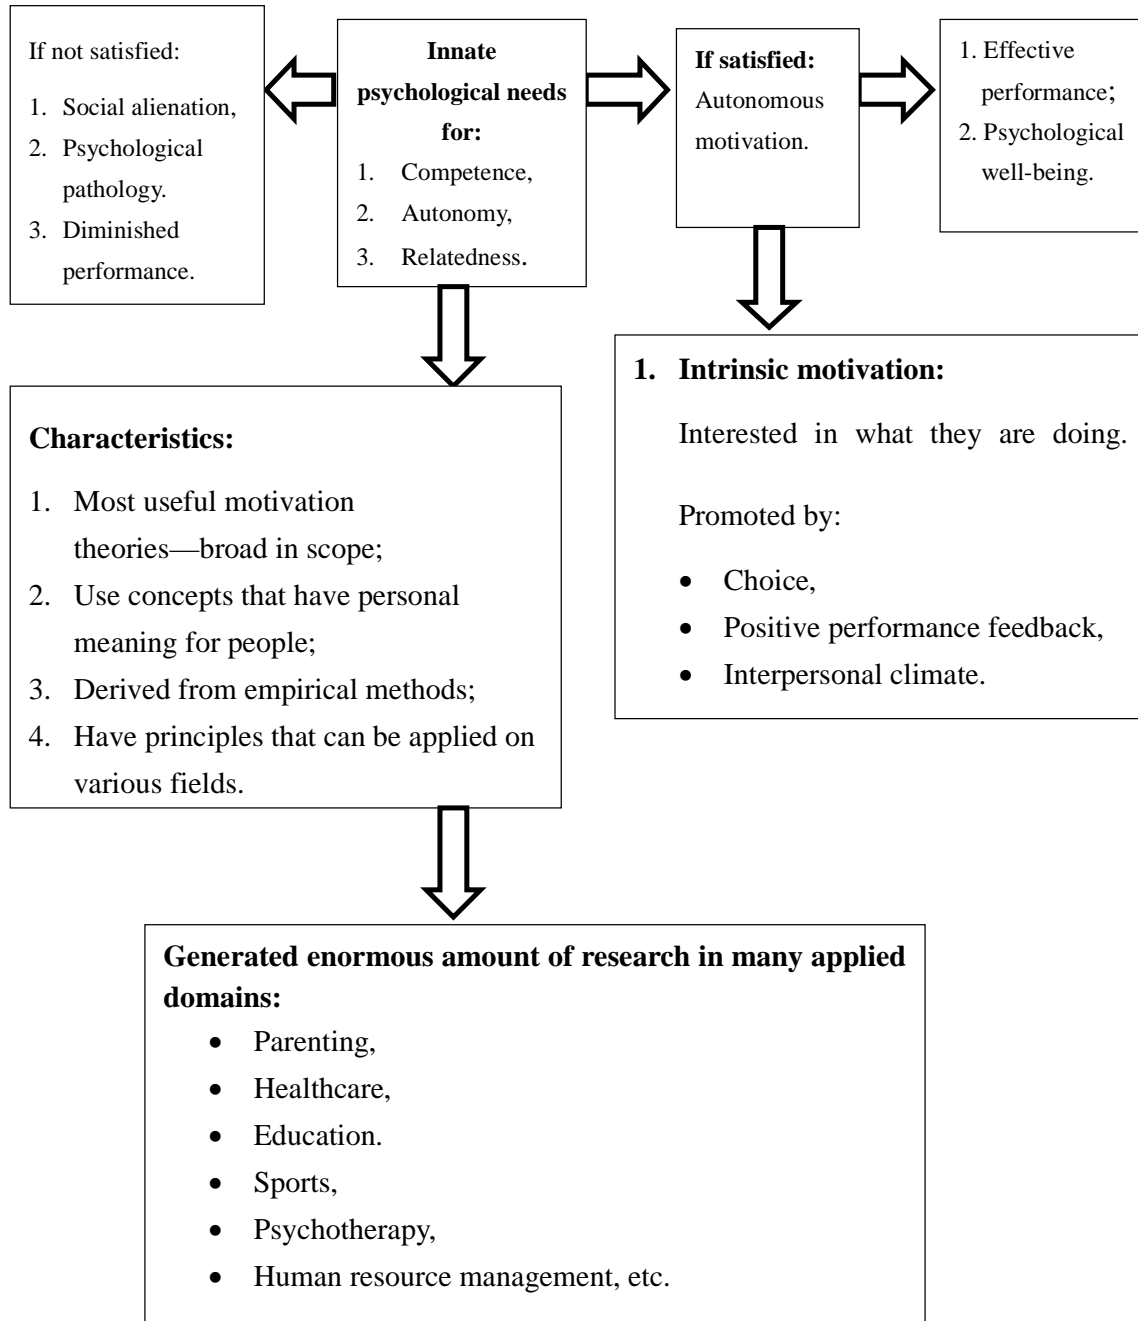 If not satisfied:
1. Social alienation,
2. Psychological
pathology.
3. Diminished
performance.
Innate
psychological needs
for:
1. Competence,
2. Autonomy,
3. Relatedness.
If satisfied:
Autonomous
motivation.
1. Effective
performance;
2. Psychological
well-being.
Characteristics:
1. Most useful motivation
theories—broad in scope;
2. Use concepts that have personal
meaning for people;
3. Derived from empirical methods;
4. Have principles that can be applied on
various fields.
1. Intrinsic motivation:
Interested in what they are doing.
Promoted by:
• Choice,
• Positive performance feedback,
• Interpersonal climate.
Generated enormous amount of research in many applied
domains:
• Parenting,
• Healthcare,
• Education.
• Sports,
• Psychotherapy,
• Human resource management, etc.